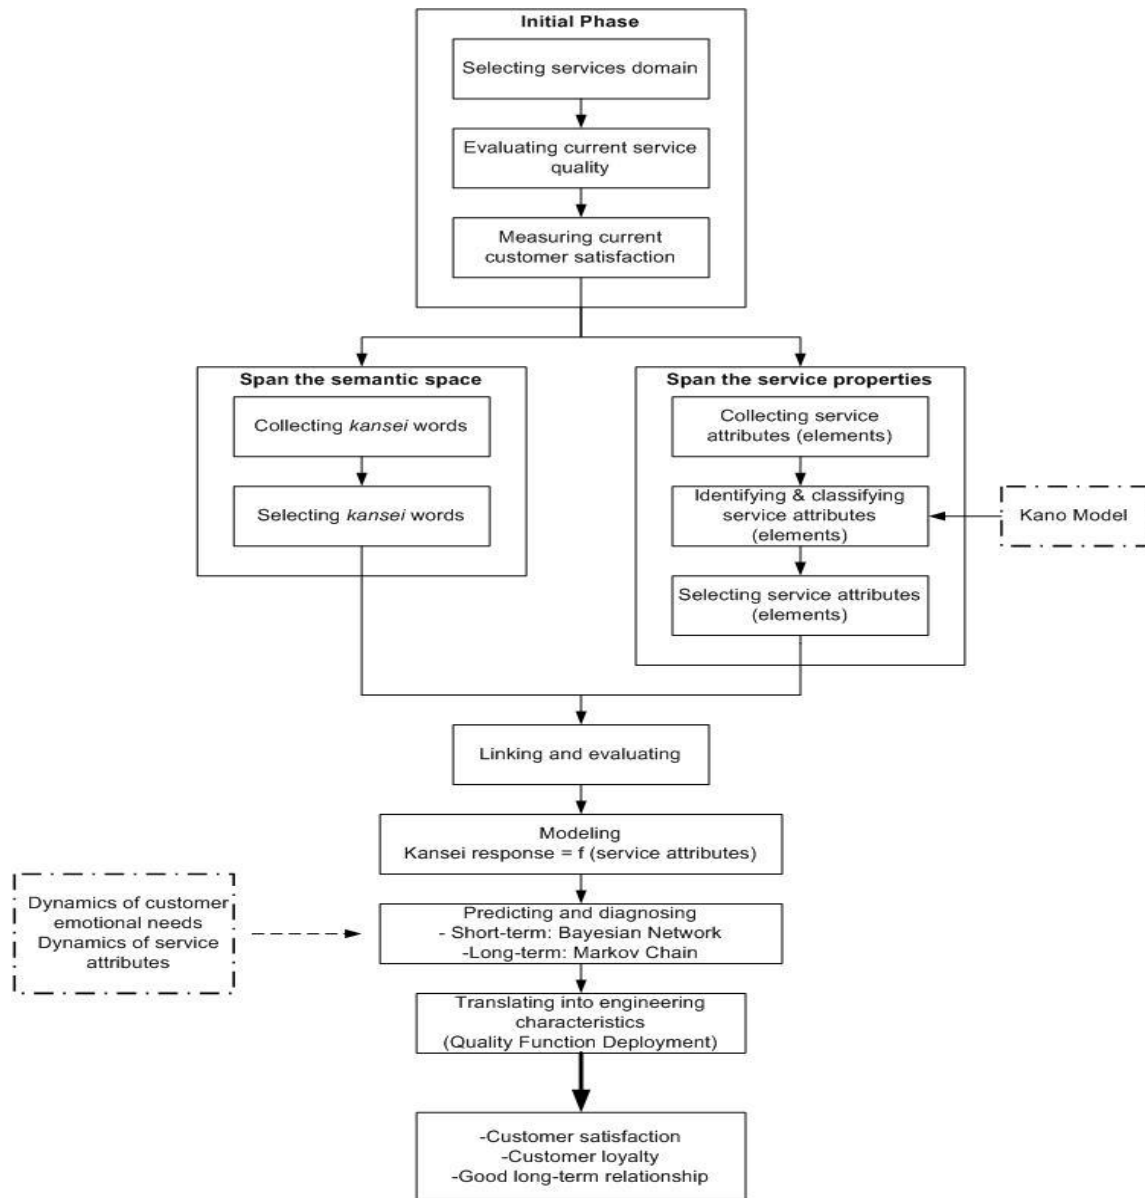 Initial Phase
Selecting services domain
Evaluating current service
quality
Measuring current
customer satisfaction
Span the semantic space
Collecting kansei words
Selecting kansei words
Span the service properties
Collecting service
attributes (elements)
Identifying & classifying
service attributes
(elements)
Selecting service attributes
(elements)
Kano Model
Linking and evaluating
Modeling
Kansei response = f (service attributes)
Dynamics of customer
emotional needs
Dynamics of service
attributes
Predicting and diagnosing
- Short-term: Bayesian Network
-Long-term: Markov Chain
Translating into engineering
characteristics
(Quality Function Deployment)
-Customer satisfaction
-Customer loyalty
-Good long-term relationship